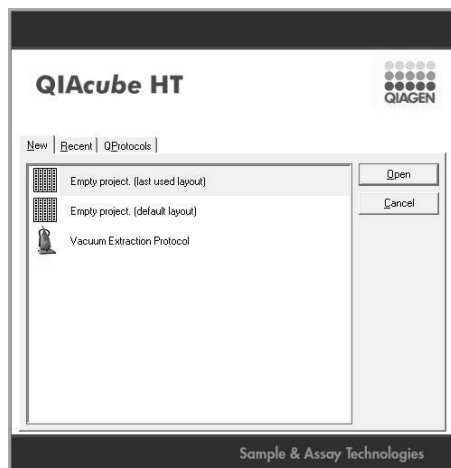 QIAcube HT
QIAGEN
New Recent QProtocols
Empty project. (last used layout)
Open
Empty project. (default layout)
Cancel
Vacuum Extraction Protocol
Sample & Assay Technologies